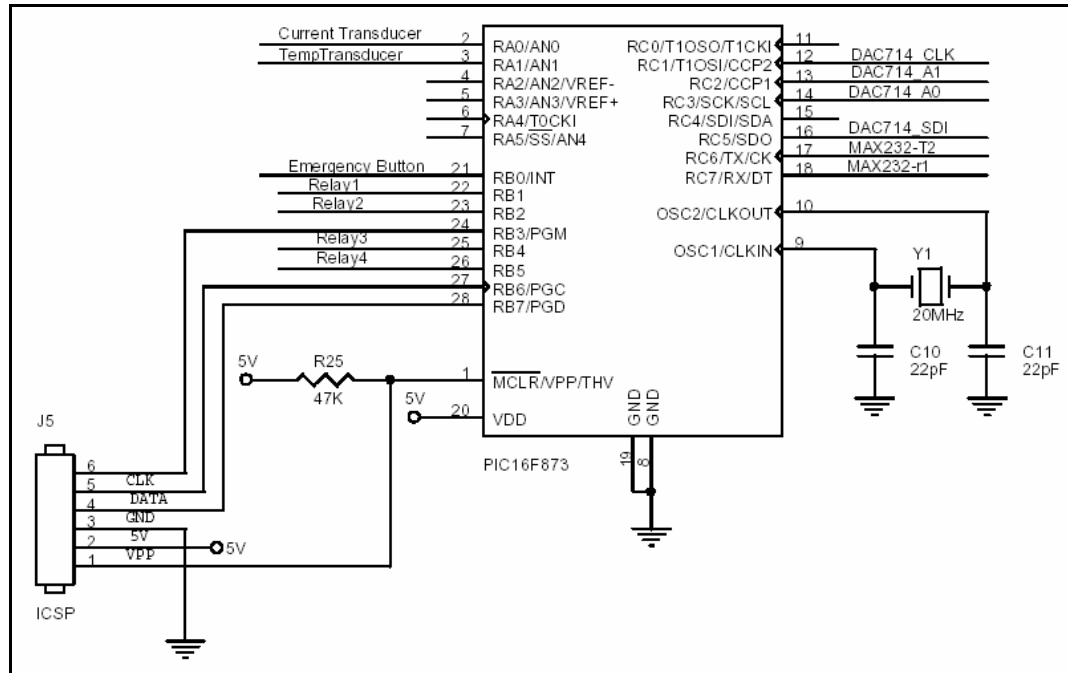 Current Transducer
2
RA0/AN0
TempTransducer
3
RA1/AN1
4
RA2/AN2/VREF-
5
RA3/AN3/VREF+
6
RA4/T0CKI
7
RA5/SS/AN4
Emergency Button
21
RB0/INT
Relay1
22
RB1
Relay2
23
RB2
24
RB3/PGM
Relay3
25
RB4
Relay4
26
RB5
27
RB6/PGC
28
RB7/PGD
RC0/T1OSO/T1CKI
11
RC1/T1OSI/CCP2
12
DAC714_CLK
RC2/CCP1
13
DAC714_A1
RC3/SCK/SCL
14
DAC714_A0
RC4/SDI/SDA
15
RC5/SDO
16
DAC714_SDI
RC6/TX/CK
17
MAX232-T2
RC7/RX/DT
18
MAX232-r1
OSC2/CLKOUT
10
OSC1/CLKIN
9
Y1
20MHz
C10
22pF
C11
22pF
5V
R25
47K
1
MCLR/VPP/THV
5V
20
VDD
GND
GND
19
8
PIC16F873
J5
6
5
CLK
4
DATA
3
GND
2
5V
5V
1
VPP
ICSP